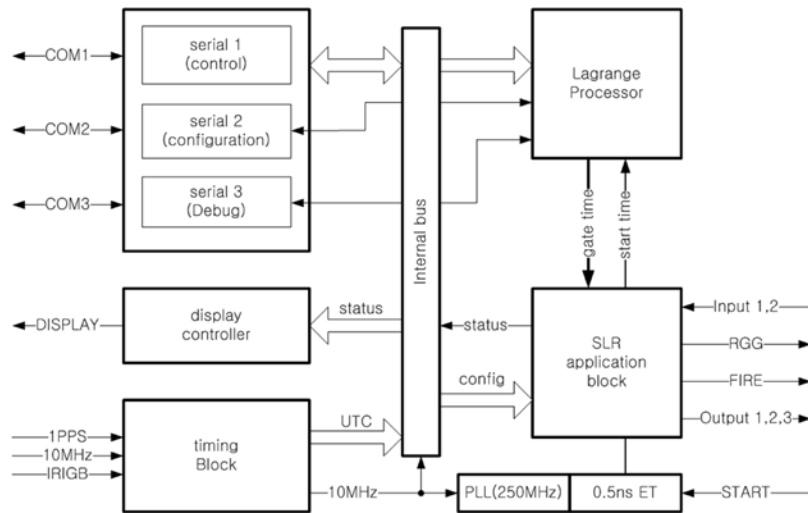 COM1
serial 1
(control)
COM2
serial 2
(configuration)
COM3
serial 3
(Debug)
Internal bus
Lagrange
Processor
gate time
start time
DISPLAY
display
controller
status
status
config
SLR
application
block
Input 1,2
RGG
FIRE
Output 1,2,3
1PPS
10MHz
IRIGB
timing
Block
UTC
10MHz
PLL(250MHz)
0.5ns ET
START